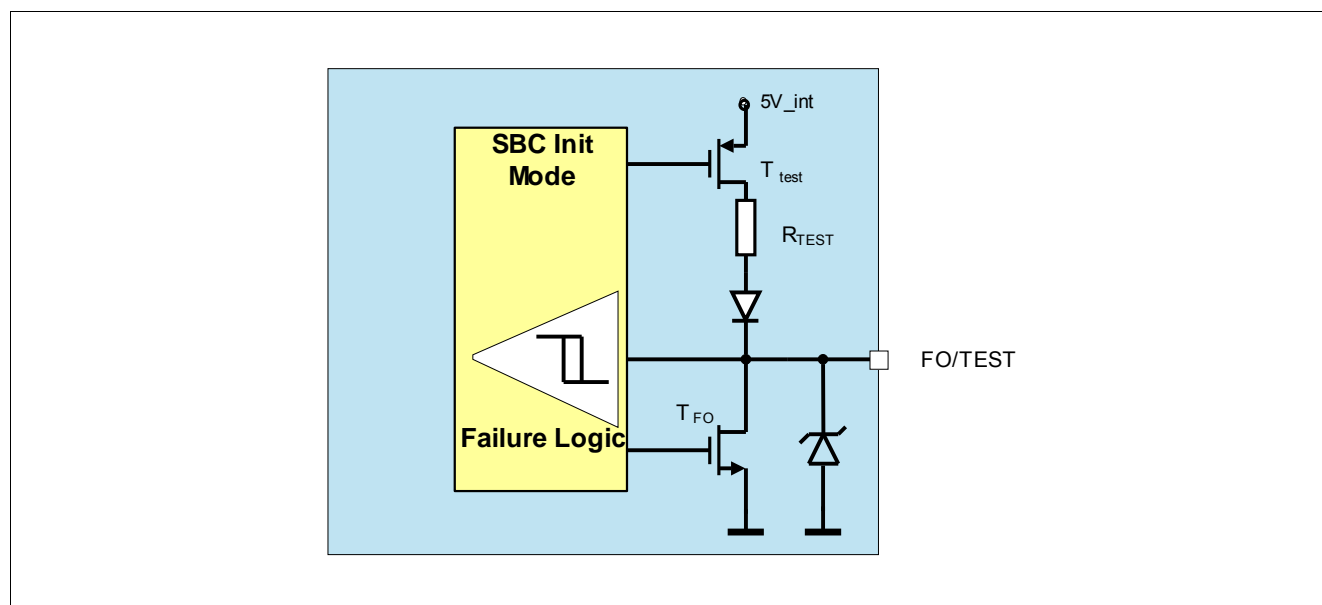 5V_int
SBC Init
Mode
T test
RTEST
FO/TEST
T FO
Failure Logic